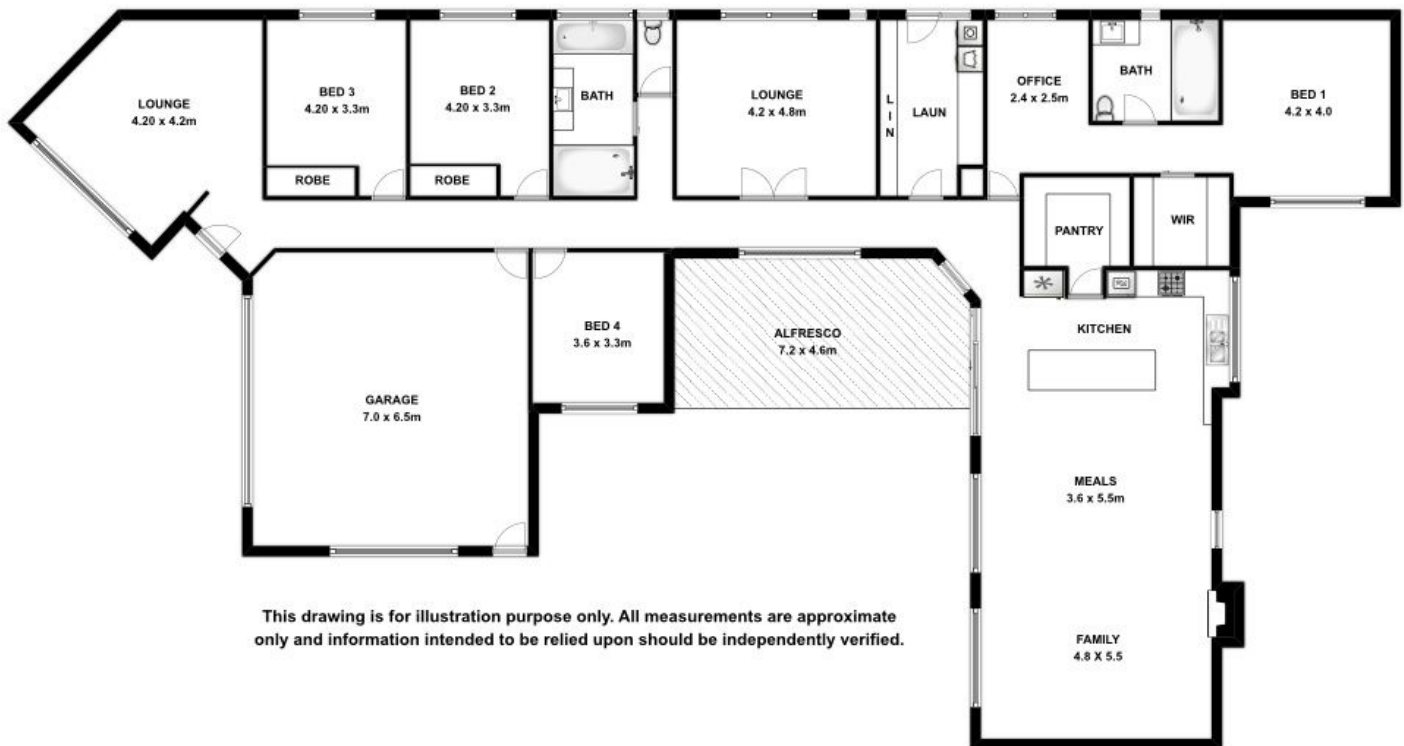 LOUNGE
4.20 x 4.2m
BED 3
4.20 x 3.3m
ROBE
BED 2
4.20 x 3.3m
ROBE
BATH
LOUNGE
4.2 x 4.8m
LIN
LAUN
OFFICE
2.4 x 2.5m
BATH
BED 1
4.2 x 4.0
PANTRY
WIR
GARAGE
7.0 x 6.5m
BED 4
3.6 x 3.3m
ALFRESCO
7.2 x 4.6m
KITCHEN
MEALS
3.6 x 5.5m
FAMILY
4.8 X 5.5
This drawing is for illustration purpose only. All measurements are approximate
only and information intended to be relied upon should be independently verified.